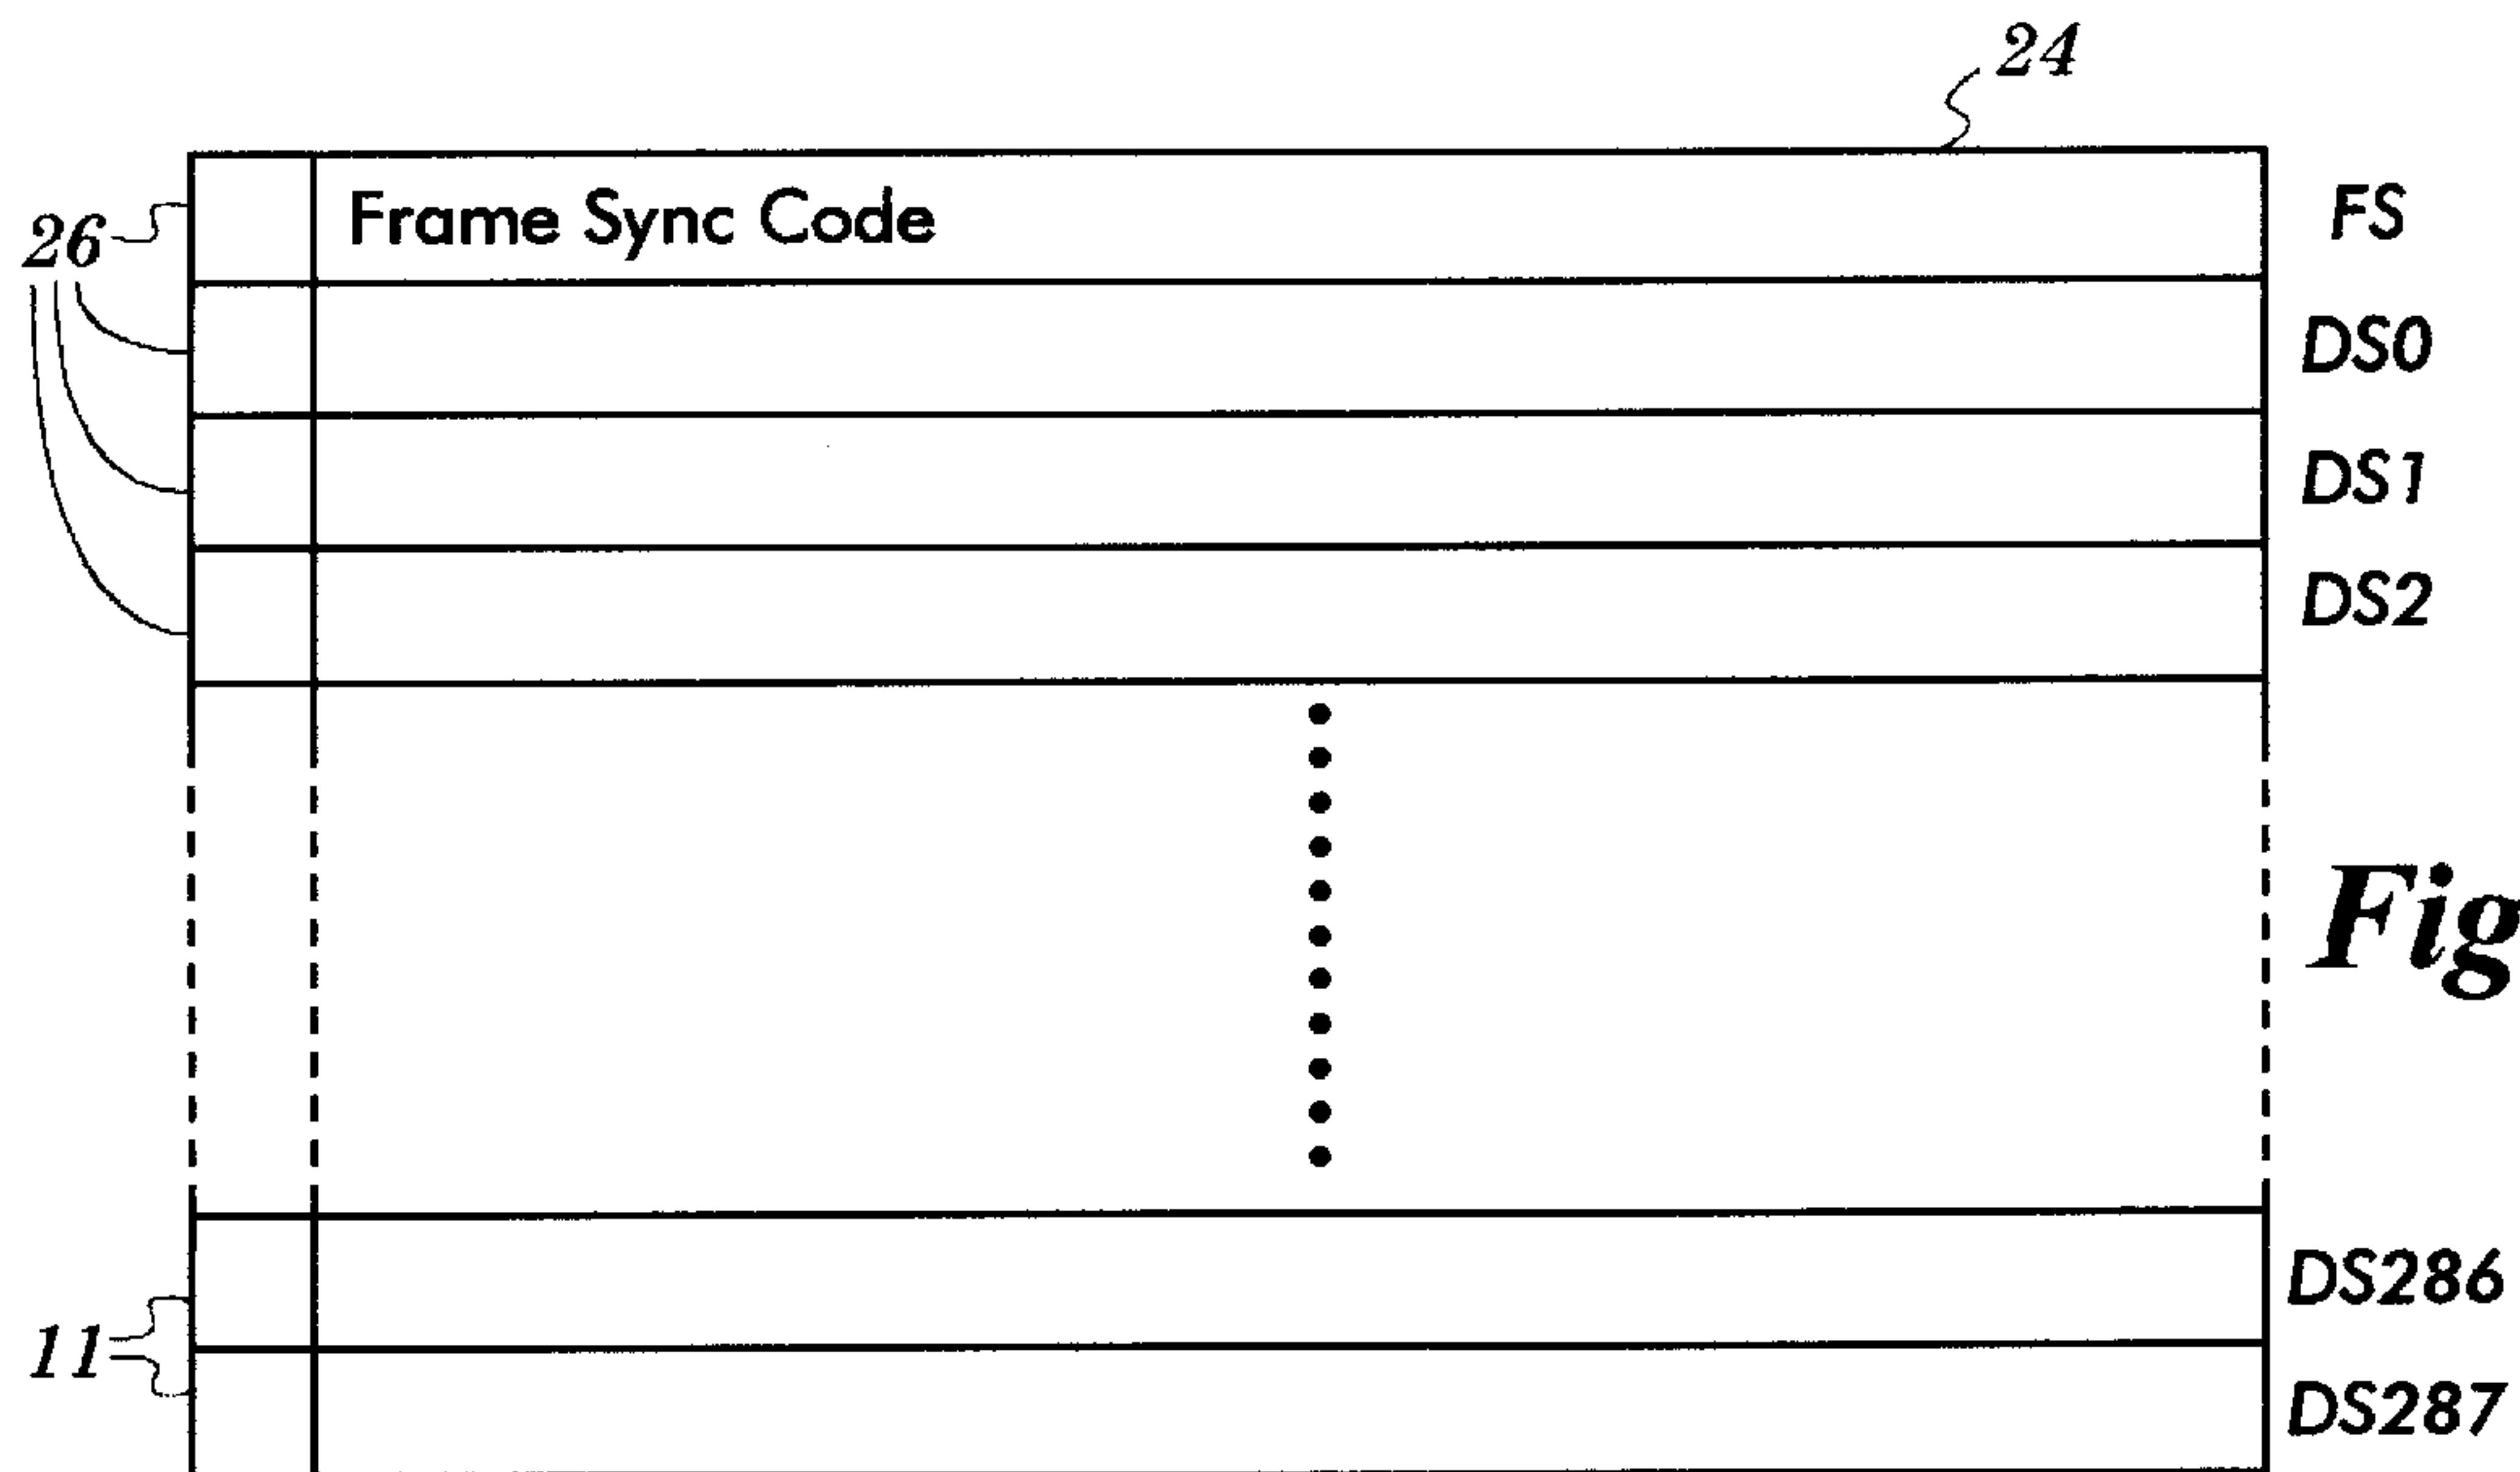 24
26
Frame Sync Code FS
DS0
DS1
DS2
Fig
DS286
11
DS287